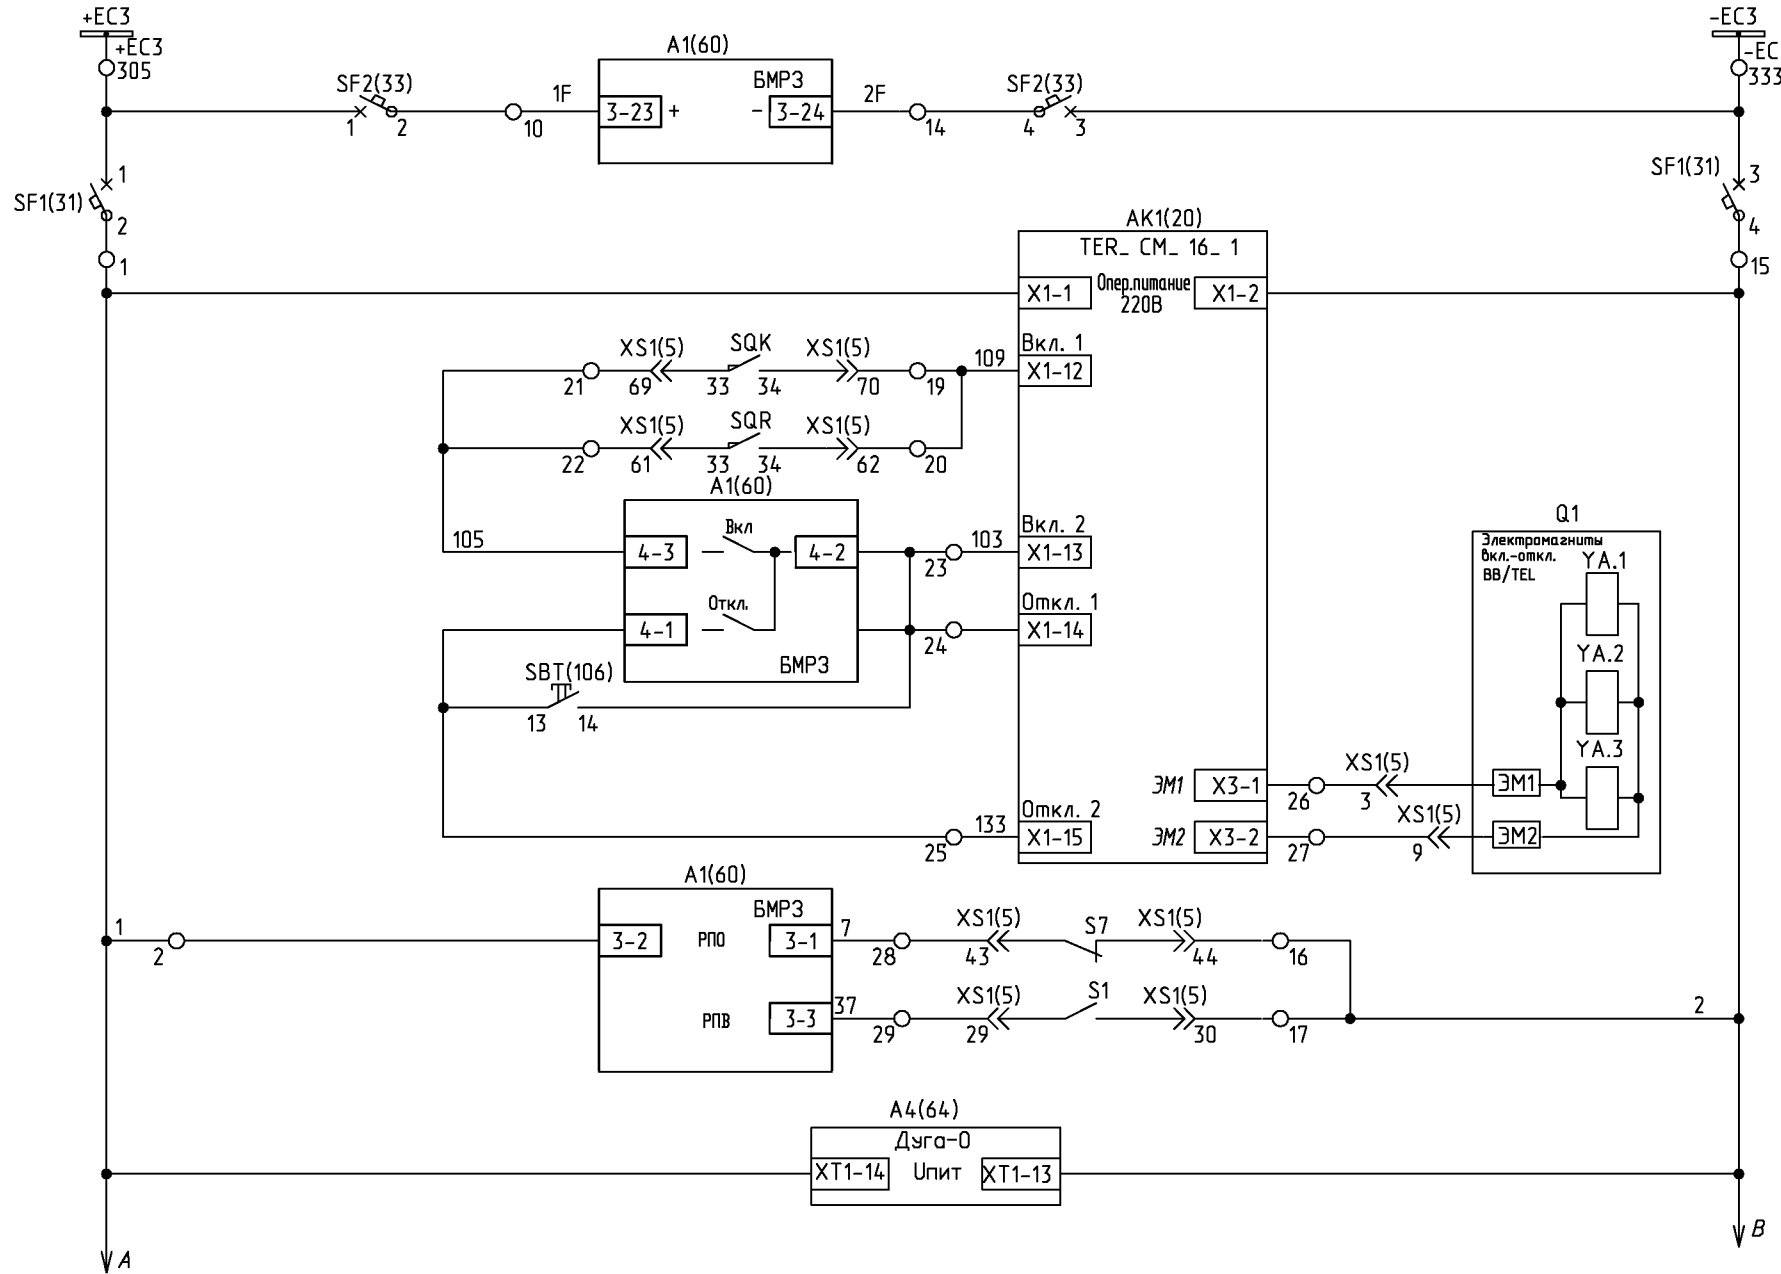 +EC3
-EC3
+EC3
305
-EC
333
A1(60)
БМРЗ
SF2(33)
1
2
10
1F
3-23
+
-
3-24
2F
14
SF2(33)
4
3
SF1(31)
1
2
1
SF1(31)
3
4
15
AK1(20)
TER_ CM_ 16_ 1
X1-1
Опер.питание
220В
X1-2
21
XS1(5)
69
SQK
33
34
XS1(5)
70
19
109
Вкл. 1
X1-12
22
XS1(5)
61
SQR
33
34
XS1(5)
62
20
A1(60)
105
4-3
Вкл
4-2
23
103
Вкл. 2
X1-13
4-1
Откл.
БМРЗ
24
Откл. 1
X1-14
SBT(106)
13
14
Q1
Электромагниты
вкл.-откл.
BB/TEL
YA.1
YA.2
YA.3
ЭМ1
X3-1
26
XS1(5)
3
ЭМ1
25
133
Откл. 2
X1-15
ЭМ2
X3-2
27
XS1(5)
9
ЭМ2
A1(60)
БМРЗ
1
2
3-2
РПО
3-1
7
28
XS1(5)
43
S7
XS1(5)
44
16
РПВ
3-3
37
29
XS1(5)
29
S1
XS1(5)
30
17
2
A4(64)
Дуга-О
XT1-14
Uпит
XT1-13
A
B